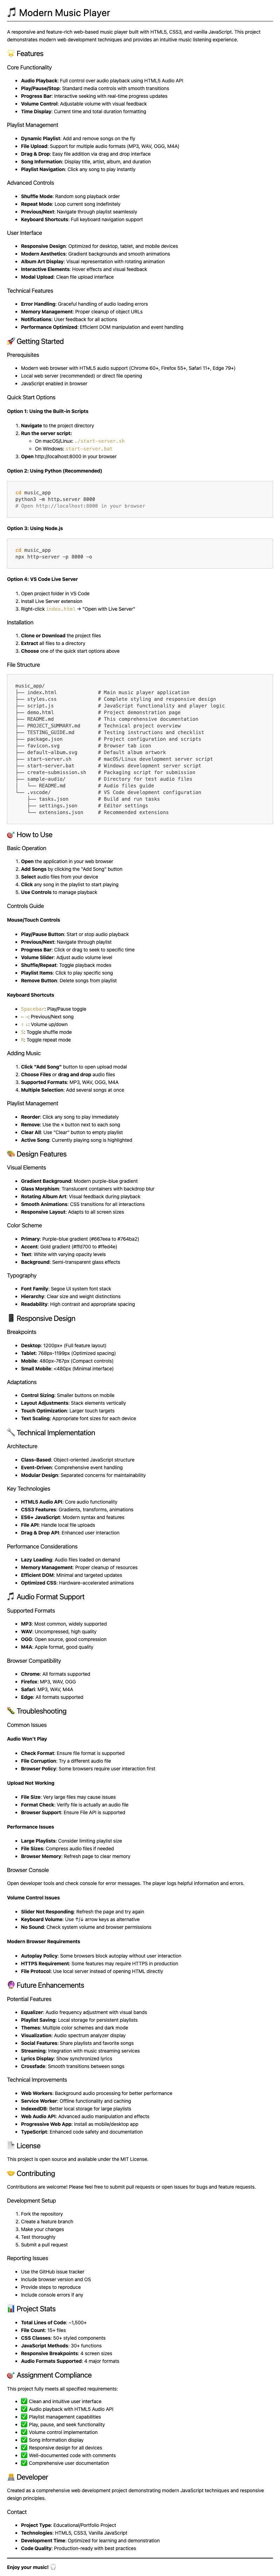 🎵 Modern Music Player
A responsive and feature-rich web-based music player built with HTML5, CSS3, and vanilla JavaScript. This project
demonstrates modern web development techniques and provides an intuitive music listening experience.
🌟 Features
Core Functionality
• Audio Playback: Full control over audio playback using HTML5 Audio API
• Play/Pause/Stop: Standard media controls with smooth transitions
• Progress Bar: Interactive seeking with real-time progress updates
• Volume Control: Adjustable volume with visual feedback
• Time Display: Current time and total duration formatting
Playlist Management
• Dynamic Playlist: Add and remove songs on the fly
• File Upload: Support for multiple audio formats (MP3, WAV, OGG, M4A)
• Drag & Drop: Easy file addition via drag and drop interface
• Song Information: Display title, artist, album, and duration
• Playlist Navigation: Click any song to play instantly
Advanced Controls
• Shuffle Mode: Random song playback order
• Repeat Mode: Loop current song indefinitely
• Previous/Next: Navigate through playlist seamlessly
• Keyboard Shortcuts: Full keyboard navigation support
User Interface
• Responsive Design: Optimized for desktop, tablet, and mobile devices
• Modern Aesthetics: Gradient backgrounds and smooth animations
• Album Art Display: Visual representation with rotating animation
• Interactive Elements: Hover effects and visual feedback
• Modal Upload: Clean file upload interface
Technical Features
• Error Handling: Graceful handling of audio loading errors
• Memory Management: Proper cleanup of object URLs
• Notifications: User feedback for all actions
• Performance Optimized: Efficient DOM manipulation and event handling
🚀 Getting Started
Prerequisites
• Modern web browser with HTML5 audio support (Chrome 60+, Firefox 55+, Safari 11+, Edge 79+)
• Local web server (recommended) or direct file opening
• JavaScript enabled in browser
Quick Start Options
Option 1: Using the Built-in Scripts
1. Navigate to the project directory
2. Run the server script:
○ On macOS/Linux: ./start-server.sh
○ On Windows: start-server.bat
3. Open http://localhost:8000 in your browser
Option 2: Using Python (Recommended)
cd music_app
python3 -m http.server 8000
# Open http://localhost:8000 in your browser
Option 3: Using Node.js
cd music_app
npx http-server -p 8000 -o
Option 4: VS Code Live Server
1. Open project folder in VS Code
2. Install Live Server extension
3. Right-click index.html → "Open with Live Server"
Installation
1. Clone or Download the project files
2. Extract all files to a directory
3. Choose one of the quick start options above
File Structure
music_app/
├── index.html # Main music player application
├── styles.css # Complete styling and responsive design
├── script.js # JavaScript functionality and player logic
├── demo.html # Project demonstration page
├── README.md # This comprehensive documentation
├── PROJECT_SUMMARY.md # Technical project overview
├── TESTING_GUIDE.md # Testing instructions and checklist
├── package.json # Project configuration and scripts
├── favicon.svg # Browser tab icon
├── default-album.svg # Default album artwork
├── start-server.sh # macOS/Linux development server script
├── start-server.bat # Windows development server script
├── create-submission.sh # Packaging script for submission
├── sample-audio/ # Directory for test audio files
│ └── README.md # Audio files guide
└── .vscode/ # VS Code development configuration
├── tasks.json # Build and run tasks
├── settings.json # Editor settings
└── extensions.json # Recommended extensions
🎯 How to Use
Basic Operation
1. Open the application in your web browser
2. Add Songs by clicking the "Add Song" button
3. Select audio files from your device
4. Click any song in the playlist to start playing
5. Use Controls to manage playback
Controls Guide
Mouse/Touch Controls
• Play/Pause Button: Start or stop audio playback
• Previous/Next: Navigate through playlist
• Progress Bar: Click or drag to seek to specific time
• Volume Slider: Adjust audio volume level
• Shuffle/Repeat: Toggle playback modes
• Playlist Items: Click to play specific song
• Remove Button: Delete songs from playlist
Keyboard Shortcuts
• Spacebar: Play/Pause toggle
• ← →: Previous/Next song
• ↑ ↓: Volume up/down
• S: Toggle shuffle mode
• R: Toggle repeat mode
Adding Music
1. Click "Add Song" button to open upload modal
2. Choose Files or drag and drop audio files
3. Supported Formats: MP3, WAV, OGG, M4A
4. Multiple Selection: Add several songs at once
Playlist Management
• Reorder: Click any song to play immediately
• Remove: Use the × button next to each song
• Clear All: Use "Clear" button to empty playlist
• Active Song: Currently playing song is highlighted
🎨 Design Features
Visual Elements
• Gradient Background: Modern purple-blue gradient
• Glass Morphism: Translucent containers with backdrop blur
• Rotating Album Art: Visual feedback during playback
• Smooth Animations: CSS transitions for all interactions
• Responsive Layout: Adapts to all screen sizes
Color Scheme
• Primary: Purple-blue gradient (#667eea to #764ba2)
• Accent: Gold gradient (#ffd700 to #ffed4e)
• Text: White with varying opacity levels
• Background: Semi-transparent glass effects
Typography
• Font Family: Segoe UI system font stack
• Hierarchy: Clear size and weight distinctions
• Readability: High contrast and appropriate spacing
📱 Responsive Design
Breakpoints
• Desktop: 1200px+ (Full feature layout)
• Tablet: 768px-1199px (Optimized spacing)
• Mobile: 480px-767px (Compact controls)
• Small Mobile: <480px (Minimal interface)
Adaptations
• Control Sizing: Smaller buttons on mobile
• Layout Adjustments: Stack elements vertically
• Touch Optimization: Larger touch targets
• Text Scaling: Appropriate font sizes for each device
🔧 Technical Implementation
Architecture
• Class-Based: Object-oriented JavaScript structure
• Event-Driven: Comprehensive event handling
• Modular Design: Separated concerns for maintainability
Key Technologies
• HTML5 Audio API: Core audio functionality
• CSS3 Features: Gradients, transforms, animations
• ES6+ JavaScript: Modern syntax and features
• File API: Handle local file uploads
• Drag & Drop API: Enhanced user interaction
Performance Considerations
• Lazy Loading: Audio files loaded on demand
• Memory Management: Proper cleanup of resources
• Efficient DOM: Minimal and targeted updates
• Optimized CSS: Hardware-accelerated animations
🎵 Audio Format Support
Supported Formats
• MP3: Most common, widely supported
• WAV: Uncompressed, high quality
• OGG: Open source, good compression
• M4A: Apple format, good quality
Browser Compatibility
• Chrome: All formats supported
• Firefox: MP3, WAV, OGG
• Safari: MP3, WAV, M4A
• Edge: All formats supported
🐛 Troubleshooting
Common Issues
Audio Won't Play
• Check Format: Ensure file format is supported
• File Corruption: Try a different audio file
• Browser Policy: Some browsers require user interaction first
Upload Not Working
• File Size: Very large files may cause issues
• Format Check: Verify file is actually an audio file
• Browser Support: Ensure File API is supported
Performance Issues
• Large Playlists: Consider limiting playlist size
• File Sizes: Compress audio files if needed
• Browser Memory: Refresh page to clear memory
Browser Console
Open developer tools and check console for error messages. The player logs helpful information and errors.
Volume Control Issues
• Slider Not Responding: Refresh the page and try again
• Keyboard Volume: Use ↑/↓ arrow keys as alternative
• No Sound: Check system volume and browser permissions
Modern Browser Requirements
• Autoplay Policy: Some browsers block autoplay without user interaction
• HTTPS Requirement: Some features may require HTTPS in production
• File Protocol: Use local server instead of opening HTML directly
🔮 Future Enhancements
Potential Features
• Equalizer: Audio frequency adjustment with visual bands
• Playlist Saving: Local storage for persistent playlists
• Themes: Multiple color schemes and dark mode
• Visualization: Audio spectrum analyzer display
• Social Features: Share playlists and favorite songs
• Streaming: Integration with music streaming services
• Lyrics Display: Show synchronized lyrics
• Crossfade: Smooth transitions between songs
Technical Improvements
• Web Workers: Background audio processing for better performance
• Service Worker: Offline functionality and caching
• IndexedDB: Better local storage for large playlists
• Web Audio API: Advanced audio manipulation and effects
• Progressive Web App: Install as mobile/desktop app
• TypeScript: Enhanced code safety and documentation
📄 License
This project is open source and available under the MIT License.
🤝 Contributing
Contributions are welcome! Please feel free to submit pull requests or open issues for bugs and feature requests.
Development Setup
1. Fork the repository
2. Create a feature branch
3. Make your changes
4. Test thoroughly
5. Submit a pull request
Reporting Issues
• Use the GitHub issue tracker
• Include browser version and OS
• Provide steps to reproduce
• Include console errors if any
📊 Project Stats
• Total Lines of Code: ~1,500+
• File Count: 15+ files
• CSS Classes: 50+ styled components
• JavaScript Methods: 30+ functions
• Responsive Breakpoints: 4 screen sizes
• Audio Formats Supported: 4 major formats
🎯 Assignment Compliance
This project fully meets all specified requirements:
• ✅ Clean and intuitive user interface
• ✅ Audio playback with HTML5 Audio API
• ✅ Playlist management capabilities
• ✅ Play, pause, and seek functionality
• ✅ Volume control implementation
• ✅ Song information display
• ✅ Responsive design for all devices
• ✅ Well-documented code with comments
• ✅ Comprehensive user documentation
👨‍💻 Developer
Created as a comprehensive web development project demonstrating modern JavaScript techniques and responsive
design principles.
Contact
• Project Type: Educational/Portfolio Project
• Technologies: HTML5, CSS3, Vanilla JavaScript
• Development Time: Optimized for learning and demonstration
• Code Quality: Production-ready with best practices
Enjoy your music! 🎧